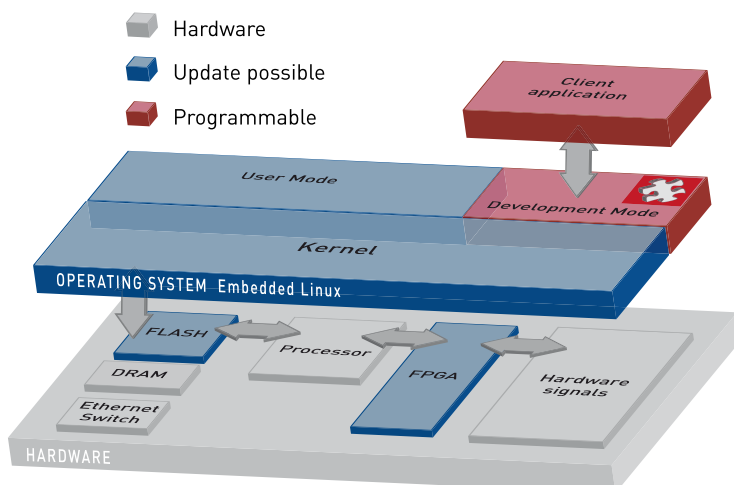 Hardware
Update possible
Programmable
Client
application
User Mode
Development Mode
Kernel
OPERATING SYSTEM Embedded Linux
FLASH
Processor
DRAM
FPGA
Hardware
signals
Ethernet
Switch
HARDWARE